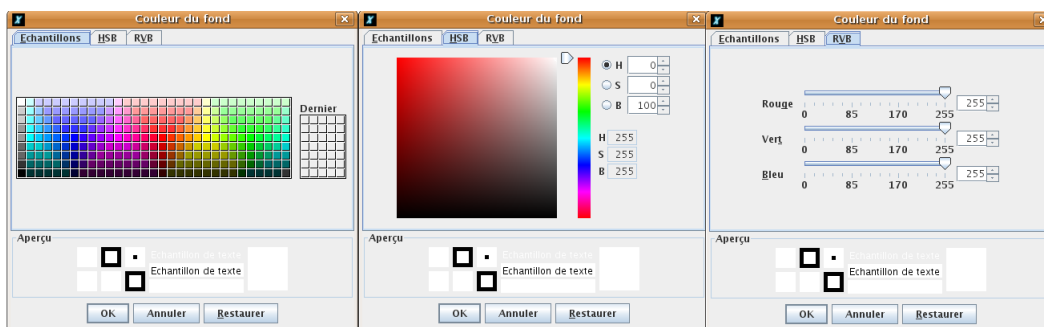 Couleur du fond
Echantillons HSB RVB
Dernier
Aperçu
Echantillon de texte
Echantillon de texte
OK Annuler Restaurer
Couleur du fond
Echantillons HSB RVB
H 0
S 0
B 100
H 255
S 255
B 255
Aperçu
Echantillon de texte
Echantillon de texte
OK Annuler Restaurer
Couleur du fond
Echantillons HSB RVB
Rouge 255
0 85 170 255
Vert 255
0 85 170 255
Bleu 255
0 85 170 255
Aperçu
Echantillon de texte
Echantillon de texte
OK Annuler Restaurer